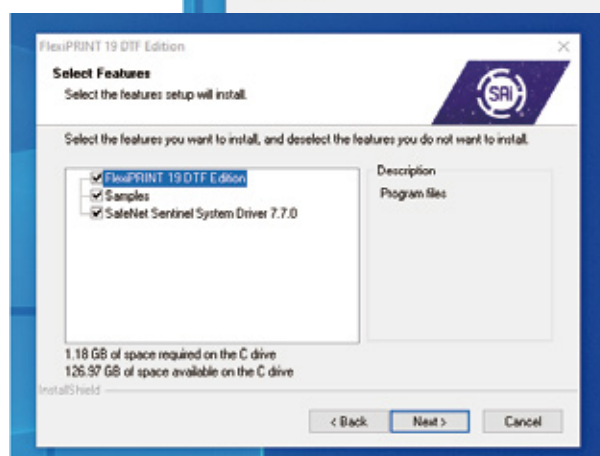 FlexiPRINT 19 DTF Edition
Select Features
Select the features setup will install.
SAi
Select the features you want to install, and deselect the features you do not want to install.
FlexiPRINT 19 DTF Edition
Samples
SafeNet Sentinel System Driver 7.7.0
Description
Program files
1.18 GB of space required on the C drive
126.97 GB of space available on the C drive
InstallShield
< Back Next > Cancel